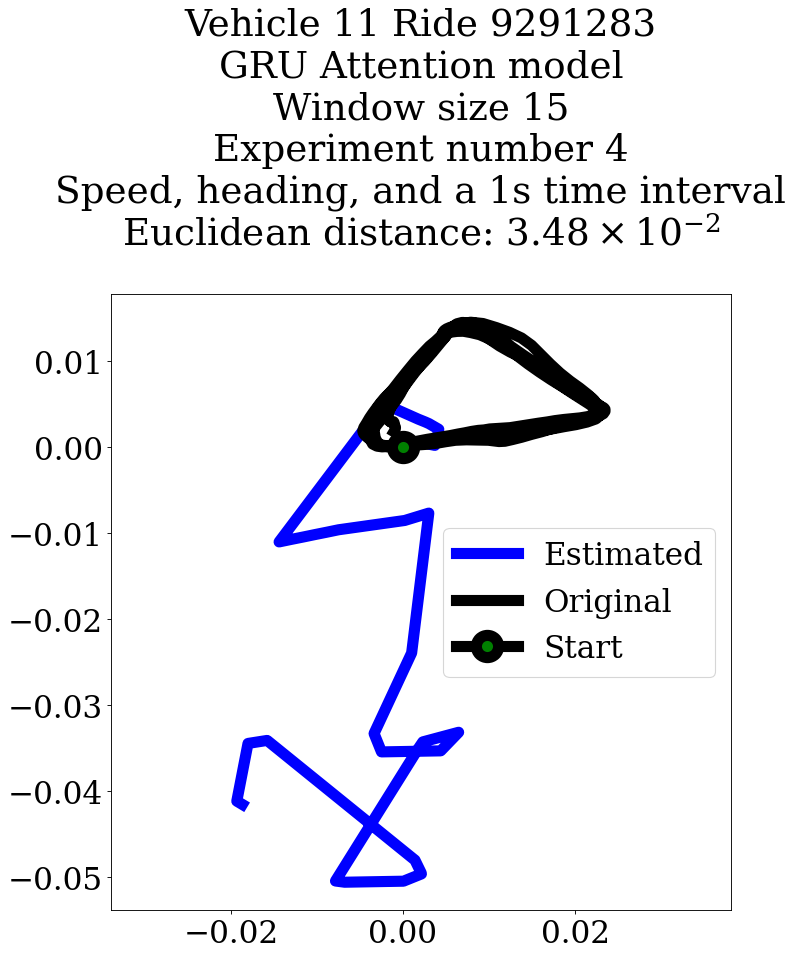 Vehicle 11 Ride 9291283
GRU Attention model
Window size 15
Experiment number 4
Speed, heading, and a 1s time interval
Euclidean distance: 3.48 × 10⁻²
0.01
0.00
−0.01
−0.02
−0.03
−0.04
−0.05
Estimated
Original
Start
−0.02 0.00 0.02